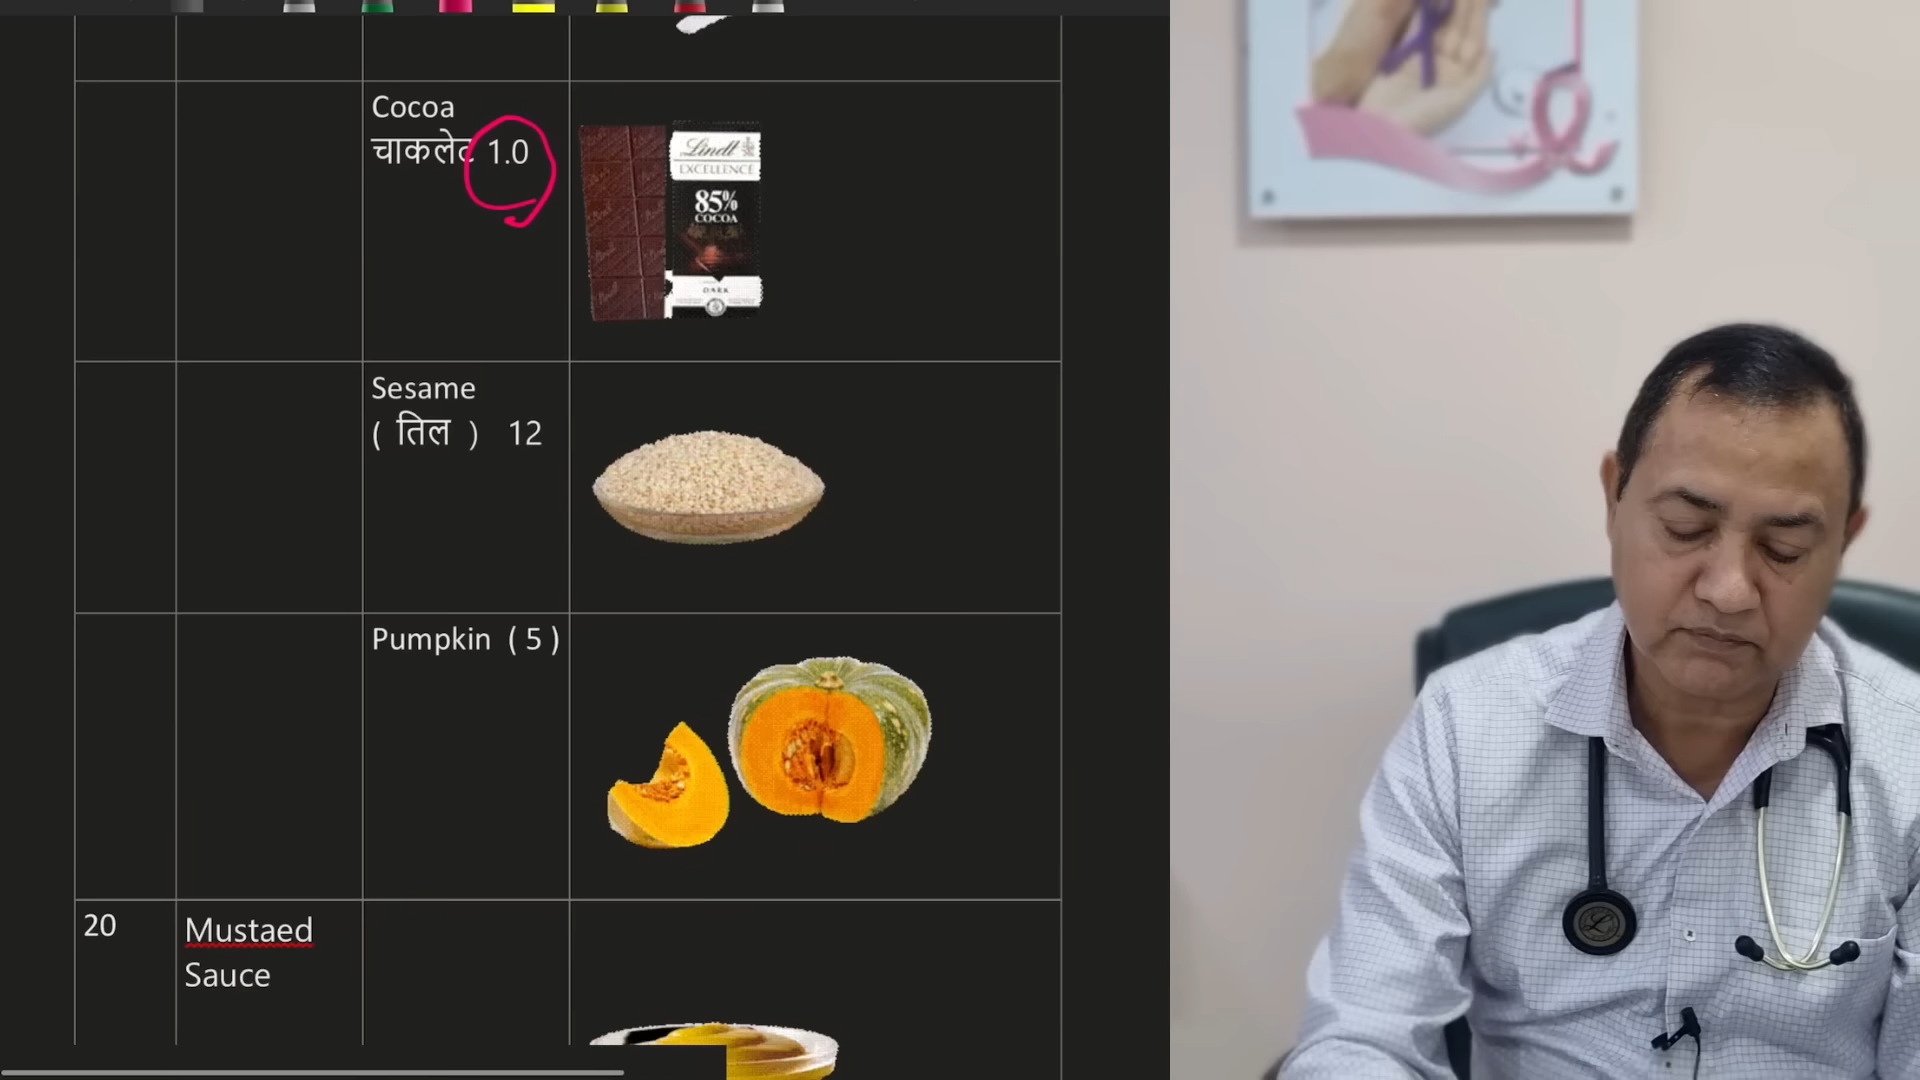 Cocoa
चाकलेट 1.0
Lindt
EXCELLENCE
85%
COCOA
DARK
Sesame
( तिल ) 12
Pumpkin ( 5 )
20
Mustaed
Sauce